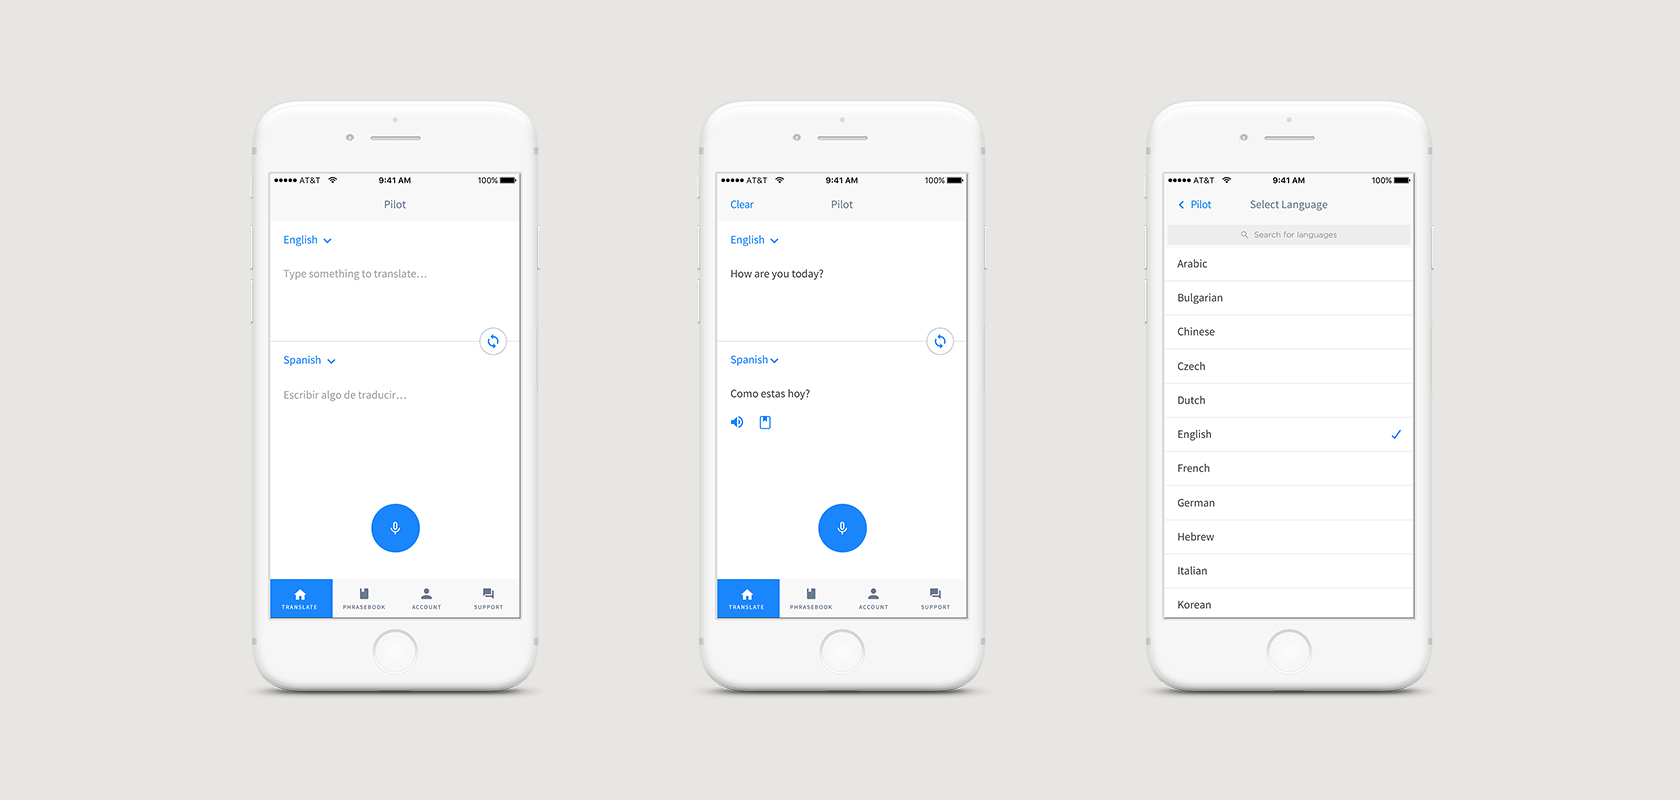 AT&T 9:41 AM 100%
Pilot
English
Type something to translate...
Spanish
Escribir algo de traducir...
TRANSLATE PHRASEBOOK ACCOUNT SUPPORT
AT&T 9:41 AM 100%
Clear Pilot
English
How are you today?
Spanish
Como estas hoy?
TRANSLATE PHRASEBOOK ACCOUNT SUPPORT
AT&T 9:41 AM 100%
Pilot Select Language
Search for languages
Arabic
Bulgarian
Chinese
Czech
Dutch
English
French
German
Hebrew
Italian
Korean